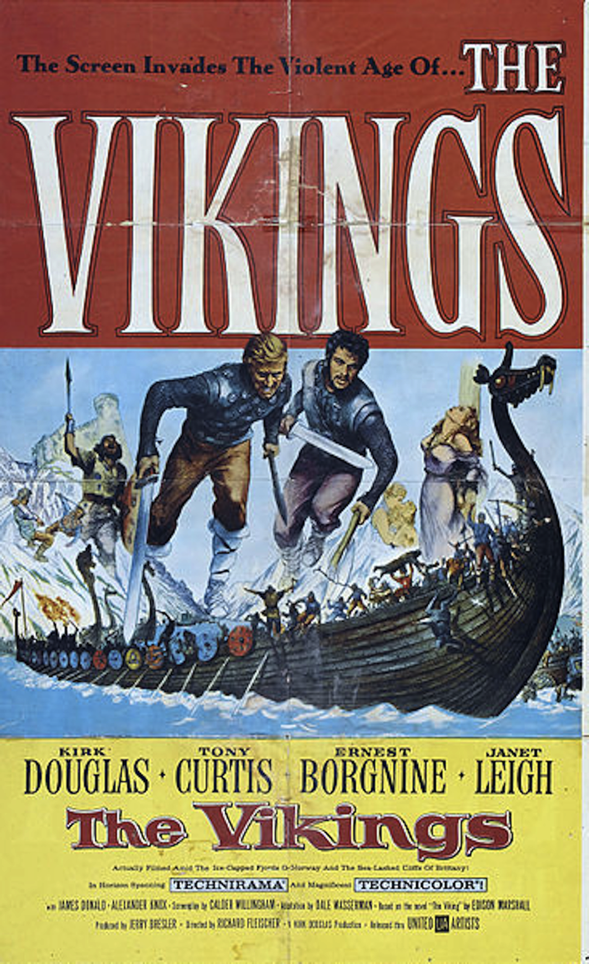 The Screen Invades The Violent Age Of...THE
VIKINGS
KIRK DOUGLAS · TONY CURTIS · ERNEST BORGNINE · JANET LEIGH
The Vikings
Actually Filmed Amid The Ice-Capped Fjords Of Norway And The Sea-Lashed Cliffs Of Brittany!
In Horizon Spanning TECHNIRAMA® And Magnificent TECHNICOLOR®!
with JAMES DONALD · ALEXANDER KNOX · Screenplay by CALDER WILLINGHAM · Adaptation by DALE WASSERMAN · Based on the novel "The Viking" by EDISON MARSHALL
Produced by JERRY BRESLER · Directed by RICHARD FLEISCHER · A KIRK DOUGLAS Production · Released thru UNITED UA ARTISTS